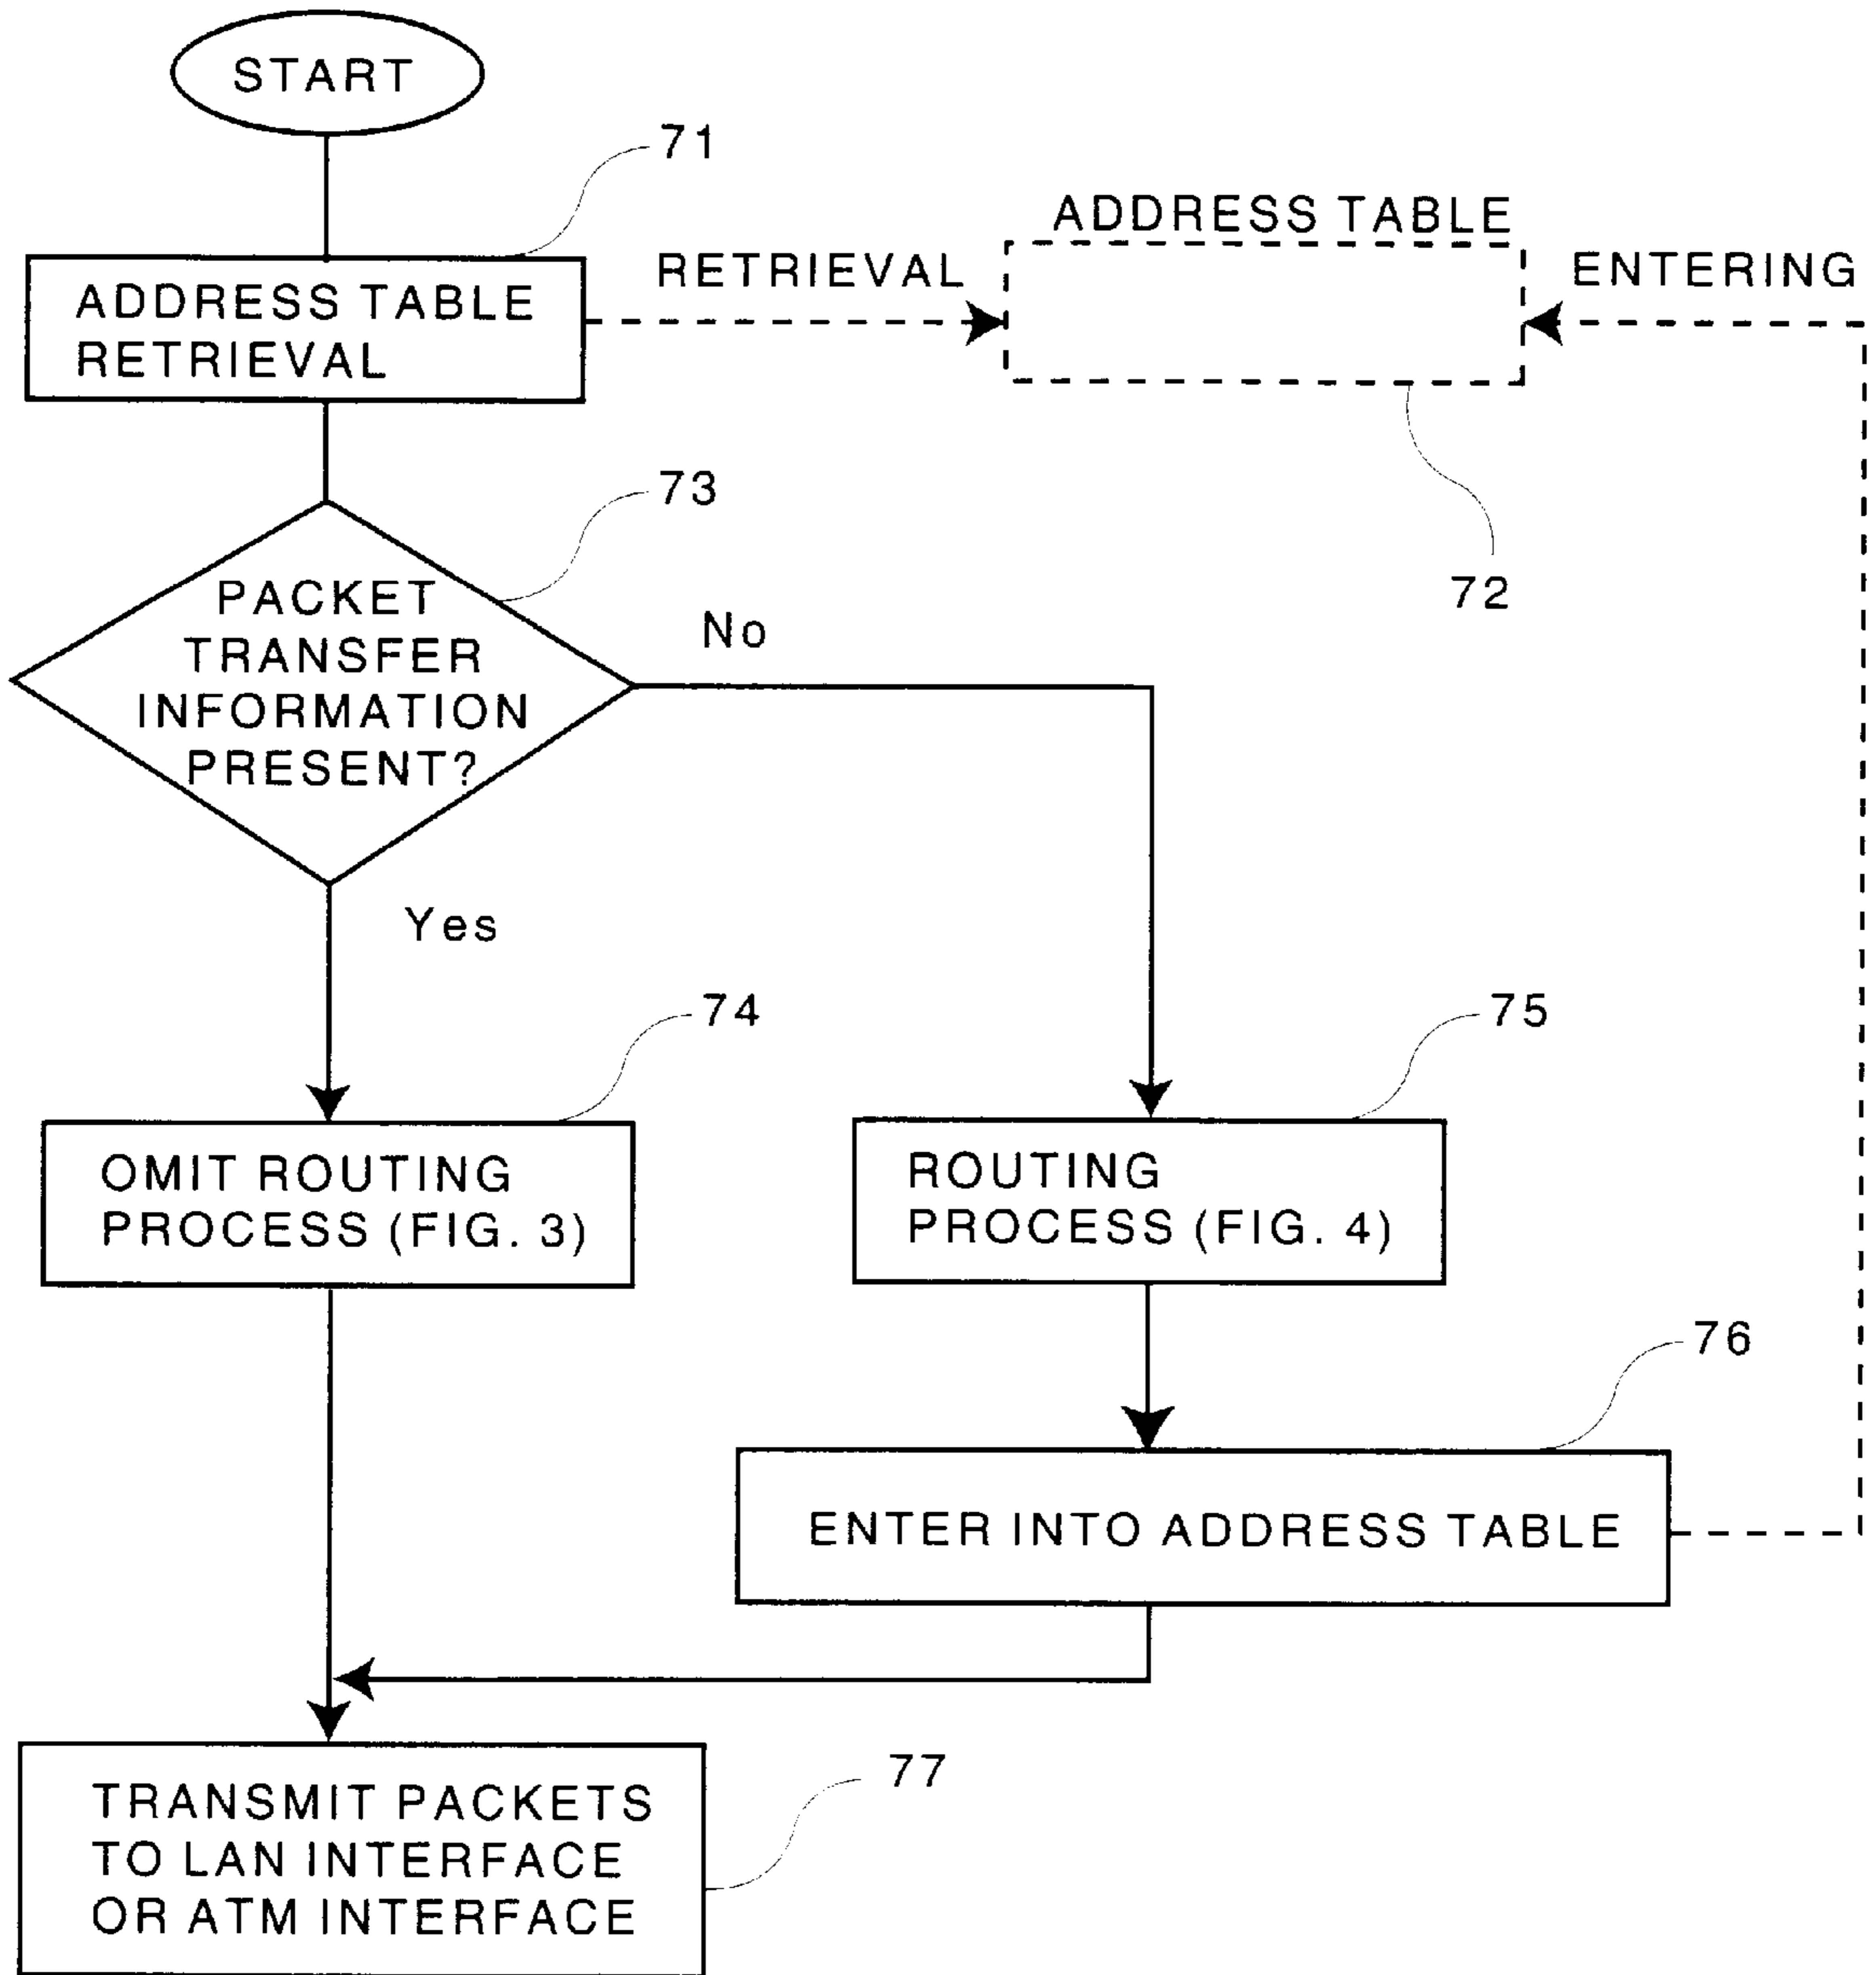 START
71
ADDRESS TABLE
RETRIEVAL
RETRIEVAL
ADDRESS TABLE
ENTERING
72
73
PACKET
TRANSFER
INFORMATION
PRESENT?
No
Yes
74
OMIT ROUTING
PROCESS (FIG. 3)
75
ROUTING
PROCESS (FIG. 4)
76
ENTER INTO ADDRESS TABLE
77
TRANSMIT PACKETS
TO LAN INTERFACE
OR ATM INTERFACE